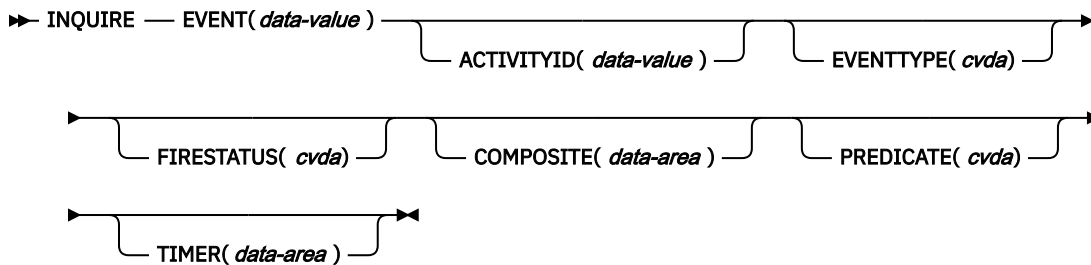 INQUIRE EVENT( data-value )
ACTIVITYID( data-value ) EVENTTYPE( cvda)
FIRESTATUS( cvda) COMPOSITE( data-area ) PREDICATE( cvda)
TIMER( data-area )